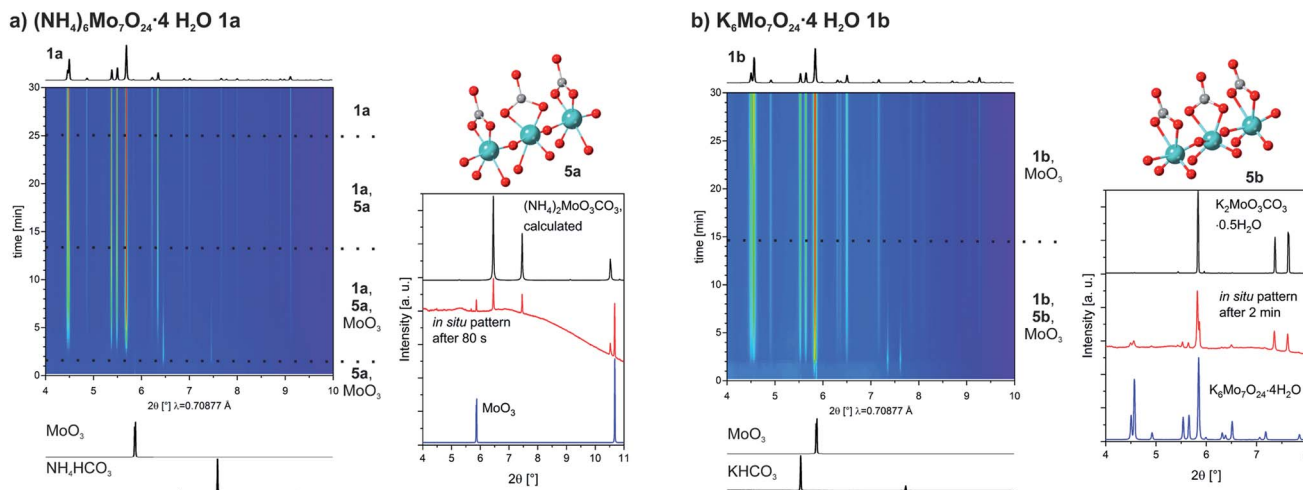 a) (NH₄)₆Mo₇O₂₄·4 H₂O 1a
1a
30
25
20
15
10
5
0
time [min]
4 5 6 7 8 9 10
2θ [°] λ=0.70877 Å
1a
1a,
5a
1a,
5a,
MoO₃
5a,
MoO₃
MoO₃
NH₄HCO₃
5a
(NH₄)₂MoO₃CO₃,
calculated
in situ pattern
after 80 s
MoO₃
Intensity [a. u.]
4 5 6 7 8 9 10 11
2θ [°]
b) K₆Mo₇O₂₄·4 H₂O 1b
1b
30
25
20
15
10
5
0
time [min]
4 5 6 7 8 9 10
2θ [°] λ=0.70877 Å
1b,
MoO₃
1b,
5b,
MoO₃
MoO₃
KHCO₃
5b
K₂MoO₃CO₃
·0.5H₂O
in situ pattern
after 2 min
K₆Mo₇O₂₄·4H₂O
Intensity [a. u.]
4 5 6 7
2θ [°]